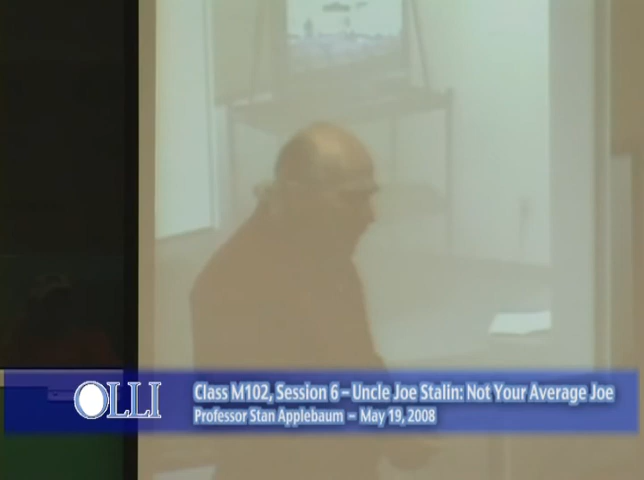 OLLI
Class M102, Session 6 – Uncle Joe Stalin: Not Your Average Joe
Professor Stan Applebaum – May 19, 2008